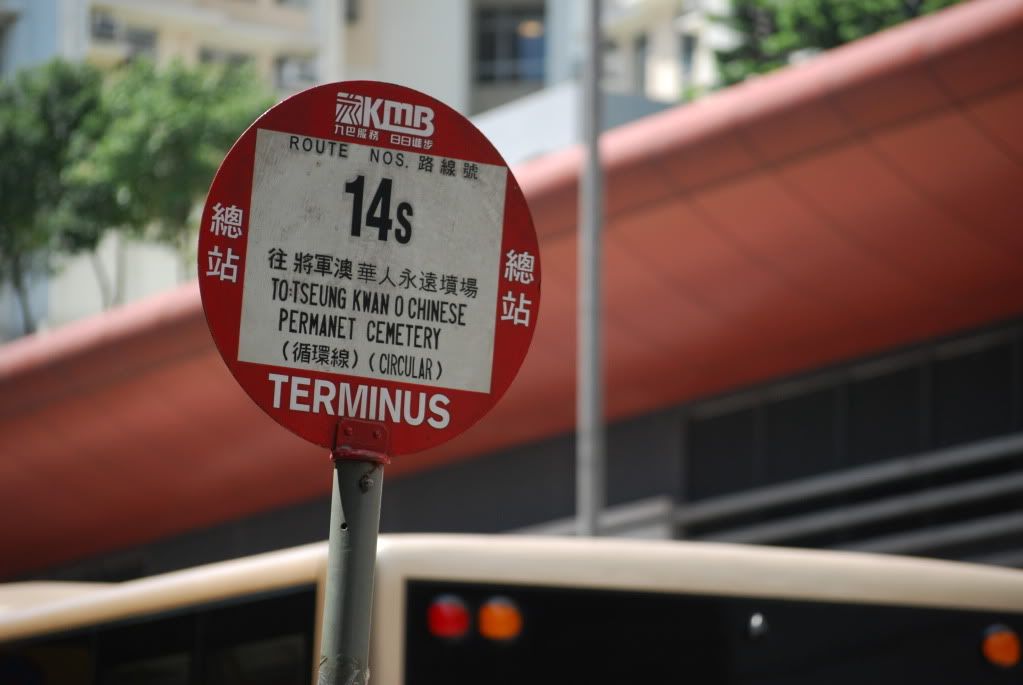 KMB
九巴服務 日日進步
ROUTE NOS. 路線號
14s
往 將軍澳 華人永遠墳場
TO:TSEUNG KWAN O CHINESE
PERMANET CEMETERY
(循環線) (CIRCULAR)
總站
總站
TERMINUS